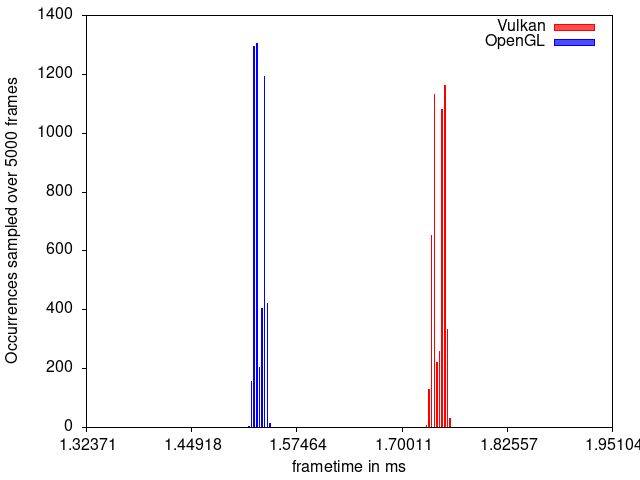 1400
Vulkan
OpenGL
1200
1000
800
600
400
200
0
Occurrences sampled over 5000 frames
1.32371 1.44918 1.57464 1.70011 1.82557 1.95104
frametime in ms